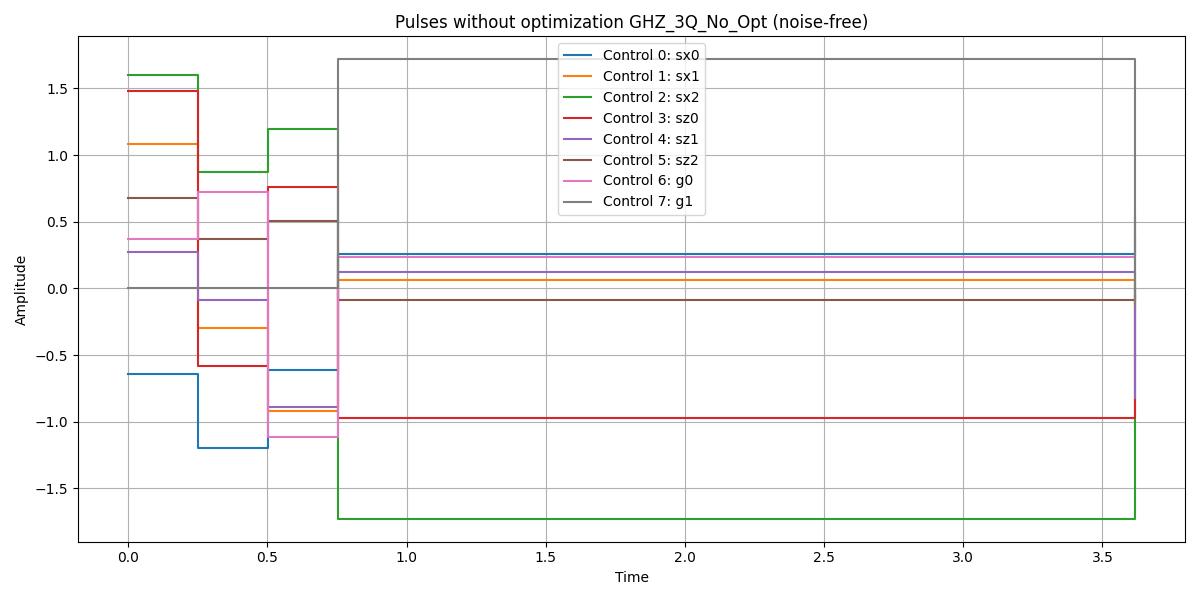 Pulses without optimization GHZ_3Q_No_Opt (noise-free)
Control 0: sx0
Control 1: sx1
Control 2: sx2
Control 3: sz0
Control 4: sz1
Control 5: sz2
Control 6: g0
Control 7: g1
Amplitude
1.5
1.0
0.5
0.0
−0.5
−1.0
−1.5
0.0 0.5 1.0 1.5 2.0 2.5 3.0 3.5
Time